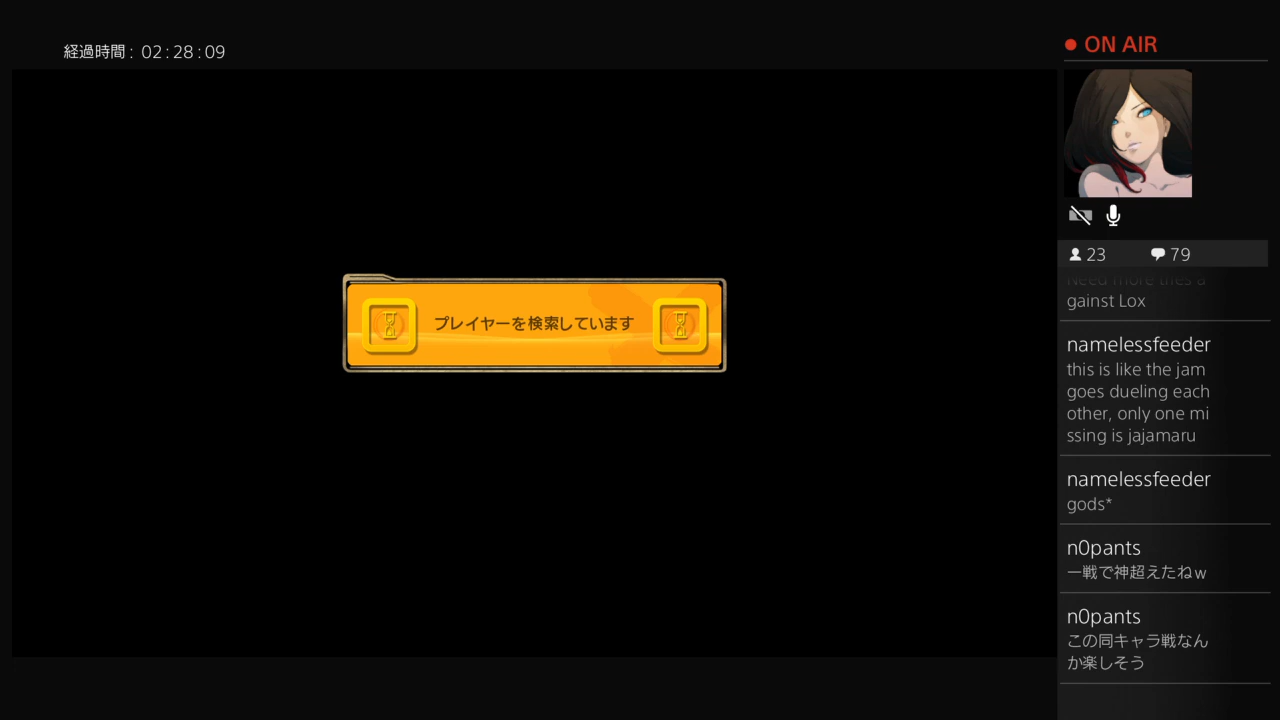 経過時間 : 02 : 28 : 09
ON AIR
23 79
Need more tries a
gainst Lox
namelessfeeder
this is like the jam
goes dueling each
other, only one mi
ssing is jajamaru
namelessfeeder
gods*
n0pants
一戦で神超えたねｗ
n0pants
この同キャラ戦なん
か楽しそう
プレイヤーを検索しています